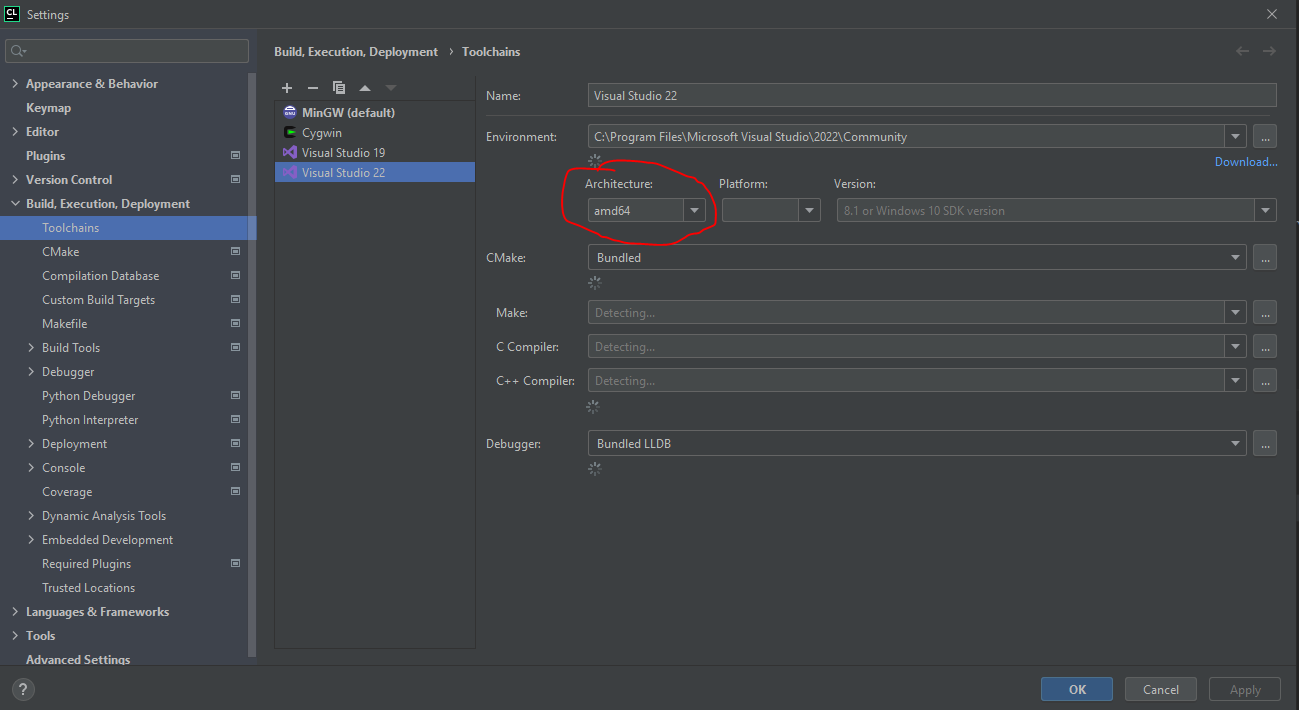 CL Settings
Build, Execution, Deployment › Toolchains
Appearance & Behavior
Keymap
Editor
Plugins
Version Control
Build, Execution, Deployment
Toolchains
CMake
Compilation Database
Custom Build Targets
Makefile
Build Tools
Debugger
Python Debugger
Python Interpreter
Deployment
Console
Coverage
Dynamic Analysis Tools
Embedded Development
Required Plugins
Trusted Locations
Languages & Frameworks
Tools
Advanced Settings
MinGW (default)
Cygwin
Visual Studio 19
Visual Studio 22
Name: Visual Studio 22
Environment: C:\Program Files\Microsoft Visual Studio\2022\Community ...
Download...
Architecture: Platform: Version:
amd64 8.1 or Windows 10 SDK version
CMake: Bundled ...
Make: Detecting... ...
C Compiler: Detecting... ...
C++ Compiler: Detecting... ...
Debugger: Bundled LLDB ...
? OK Cancel Apply